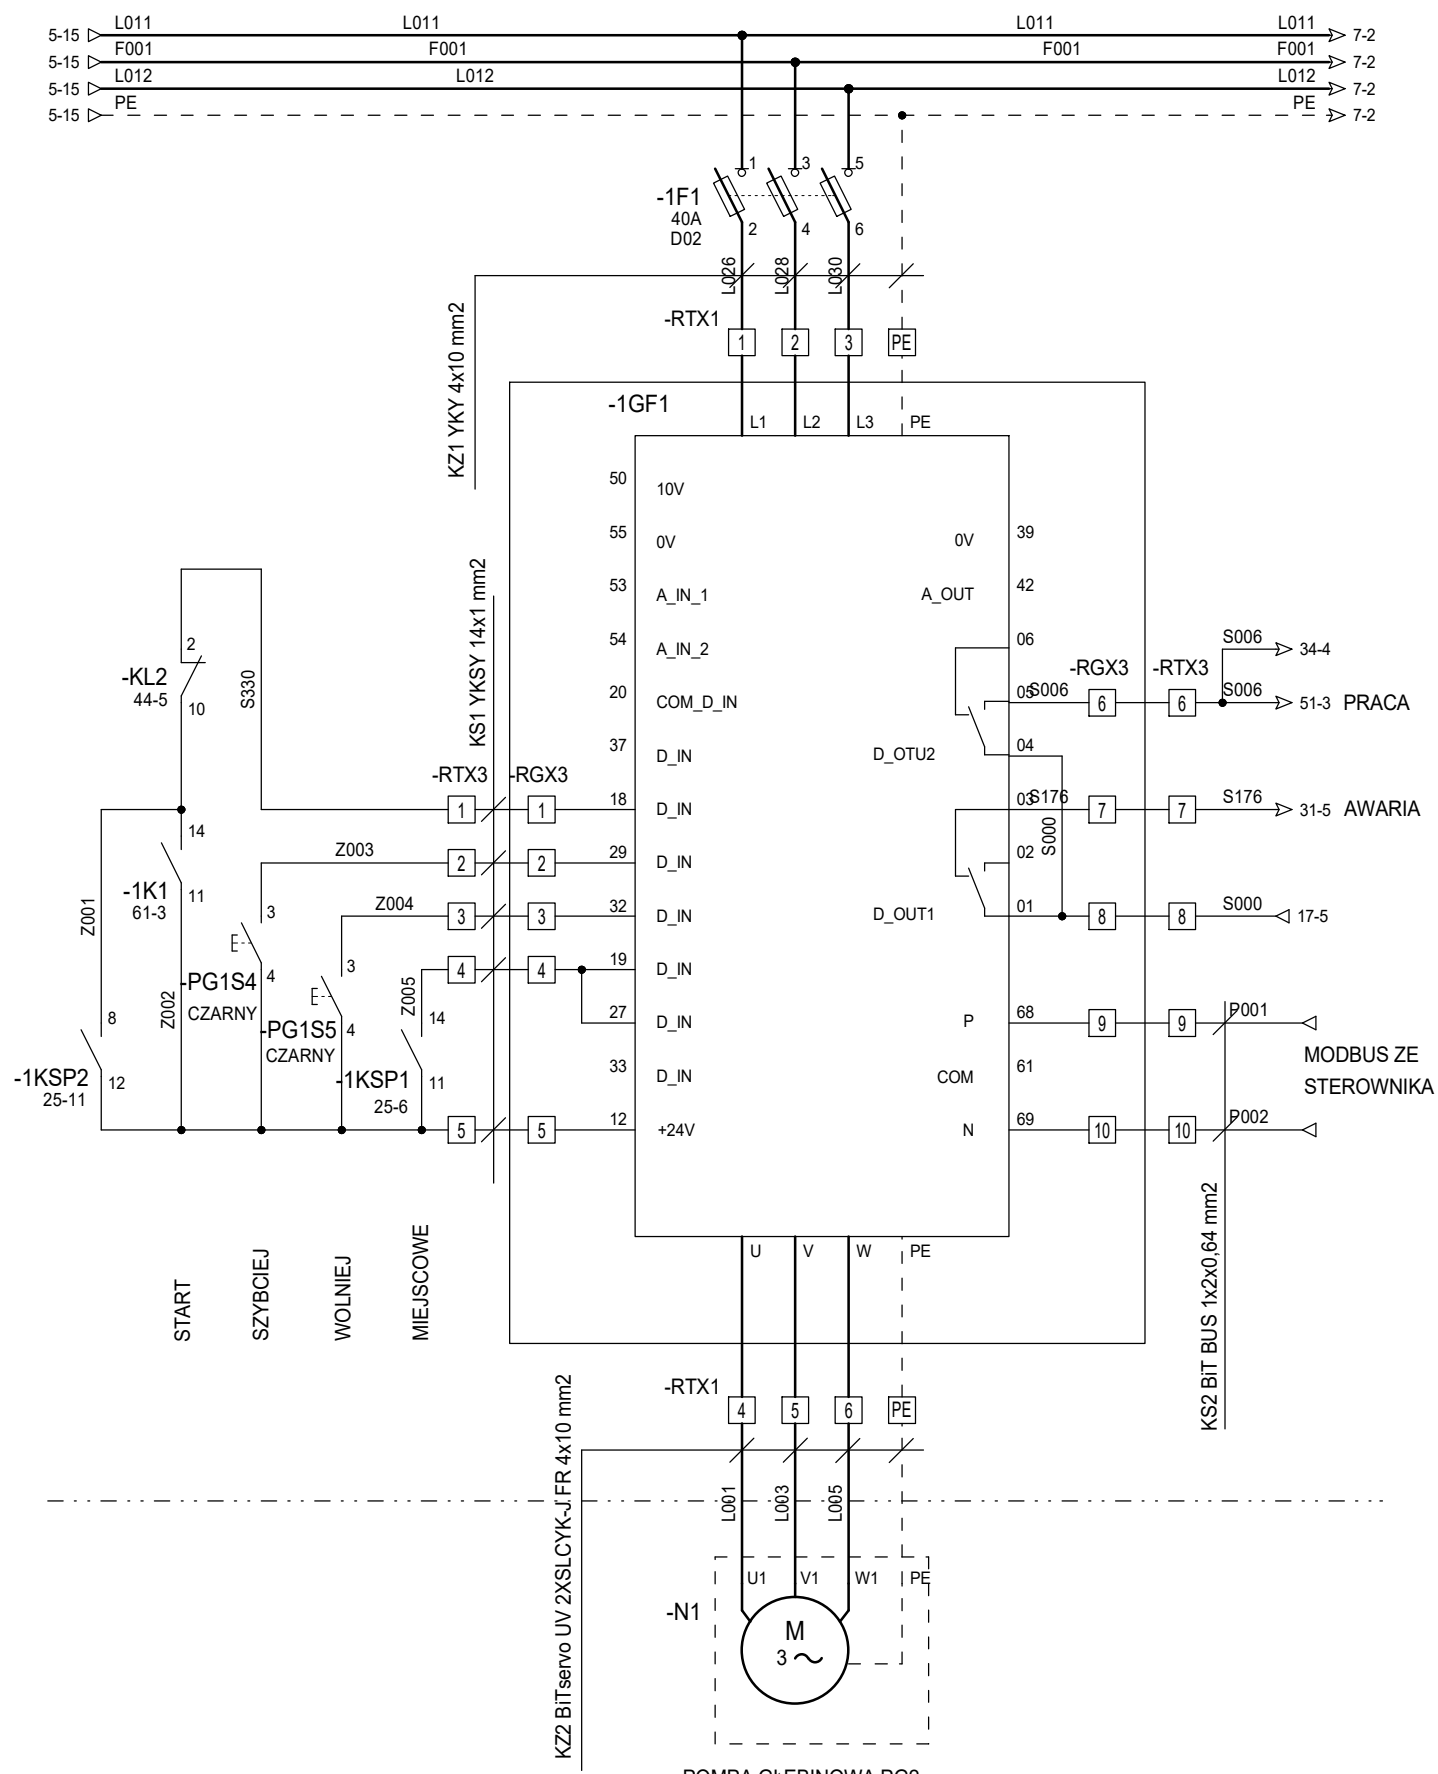 L011 L011 L011 L011
5-15 7-2
F001 F001 F001 F001
5-15 7-2
L012 L012 L012
5-15 7-2
PE PE
5-15 7-2
1 3 5
-1F1
40A
D02
2 4 6
L026 L028 L030
KZ1 YKY 4x10 mm2
-RTX1
1 2 3 PE
-1GF1
L1 L2 L3 PE
50 10V
55 0V 0V 39
53 A_IN_1 A_OUT 42
54 A_IN_2 06
20 COM_D_IN 05
37 D_IN D_OTU2 04
18 D_IN 03
29 D_IN 02
32 D_IN D_OUT1 01
19 D_IN
27 D_IN P 68
33 D_IN COM 61
12 +24V N 69
KS1 YKSY 14x1 mm2
-RTX3 -RGX3
1 1
2 2
3 3
4 4
5 5
2
-KL2
44-5
10
S330
14
-1K1
61-3
11
Z001
Z002
Z003
Z004
Z005
3
-PG1S4
4
CZARNY
3
-PG1S5
4
CZARNY
8
-1KSP2
25-11
12
14
-1KSP1
25-6
11
START
SZYBCIEJ
WOLNIEJ
MIEJSCOWE
-RGX3 -RTX3
S006 34-4
S006 6 6 S006 51-3 PRACA
S176 7 7 S176 31-5 AWARIA
S000
8 8 S000 17-5
9 9 P001
MODBUS ZE
STEROWNIKA
10 10 P002
KS2 BiT BUS 1x2x0,64 mm2
U V W PE
-RTX1
4 5 6 PE
KZ2 BiTservo UV 2XSLCYK-J FR 4x10 mm2
L001 L003 L005
U1 V1 W1 PE
-N1
M
3
POMPA GŁĘBINOWA PG2